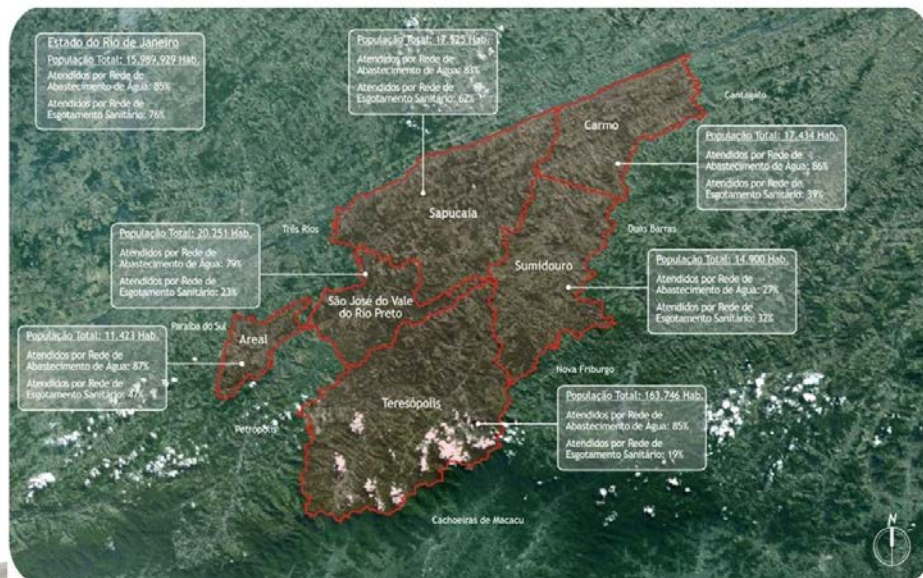 Estado do Rio de Janeiro
População Total: 15.989.929 Hab.
Atendidos por Rede de
Abastecimento de Água: 85%
Atendidos por Rede de
Esgotamento Sanitário: 76%
População Total: 17.525 Hab.
Atendidos por Rede de
Abastecimento de Água: 83%
Atendidos por Rede de
Esgotamento Sanitário: 62%
Cantagalo
Carmo
População Total: 17.434 Hab.
Atendidos por Rede de
Abastecimento de Água: 86%
Atendidos por Rede de
Esgotamento Sanitário: 39%
Sapucaia
Três Rios
Duas Barras
População Total: 20.251 Hab.
Atendidos por Rede de
Abastecimento de Água: 79%
Atendidos por Rede de
Esgotamento Sanitário: 23%
Sumidouro
População Total: 14.900 Hab.
Atendidos por Rede de
Abastecimento de Água: 27%
Atendidos por Rede de
Esgotamento Sanitário: 32%
São José do Vale
do Rio Preto
Paraíba do Sul
Areal
População Total: 11.423 Hab.
Atendidos por Rede de
Abastecimento de Água: 87%
Atendidos por Rede de
Esgotamento Sanitário: 47%
Nova Friburgo
População Total: 163.746 Hab.
Atendidos por Rede de
Abastecimento de Água: 85%
Atendidos por Rede de
Esgotamento Sanitário: 19%
Teresópolis
Petrópolis
Cachoeiras de Macacu